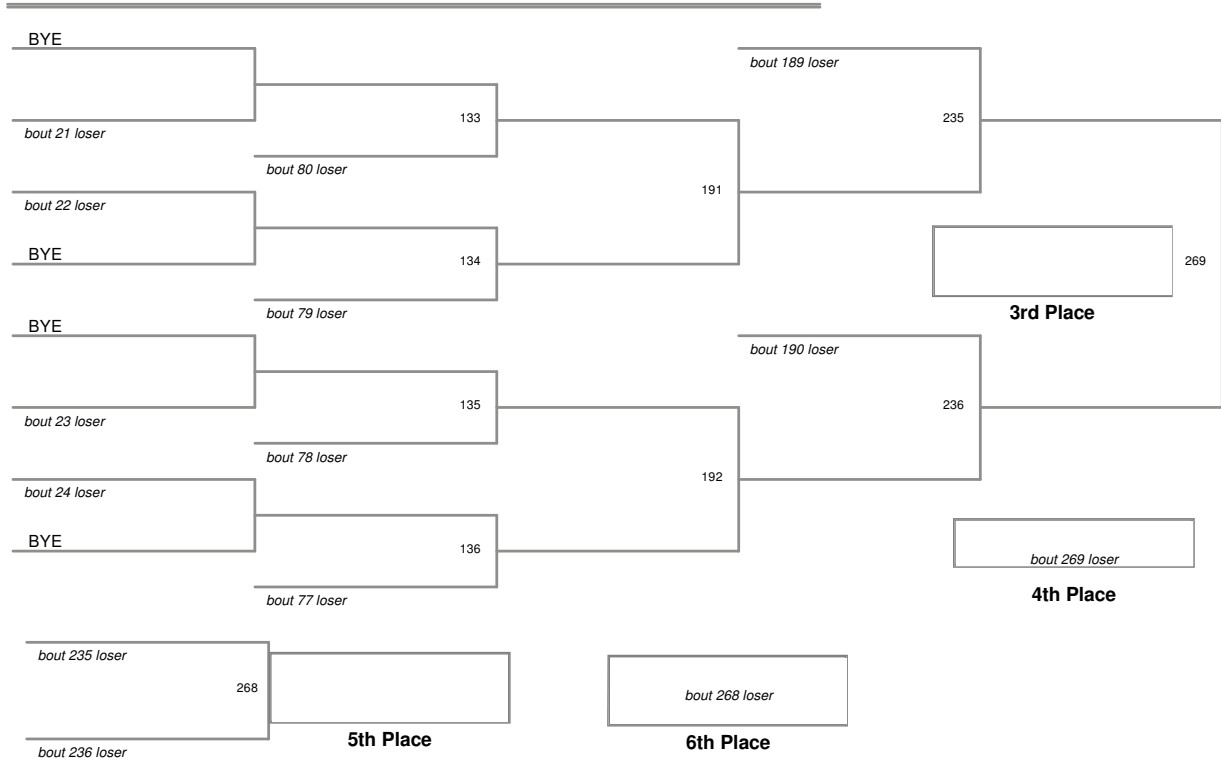 BYE
bout 189 loser
133
235
bout 21 loser
bout 80 loser
191
bout 22 loser
BYE
134
269
bout 79 loser
3rd Place
BYE
bout 190 loser
135
236
bout 23 loser
bout 78 loser
192
bout 24 loser
BYE
136
bout 269 loser
4th Place
bout 77 loser
bout 235 loser
268
bout 268 loser
5th Place
6th Place
bout 236 loser